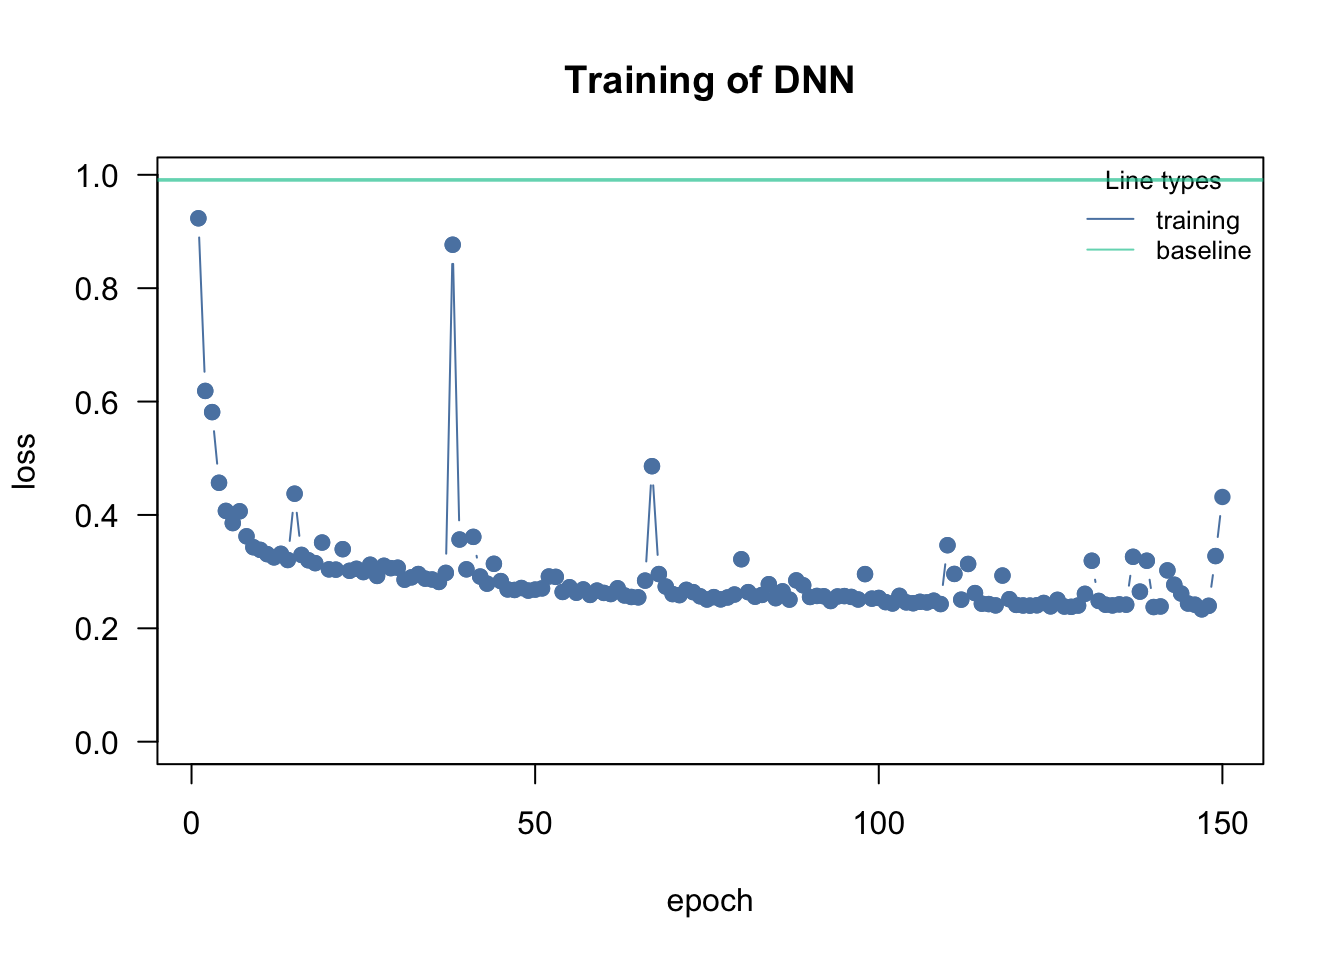 Training of DNN
1.0
0.8
0.6
0.4
0.2
0.0
loss
Line types
training
baseline
0 50 100 150
epoch